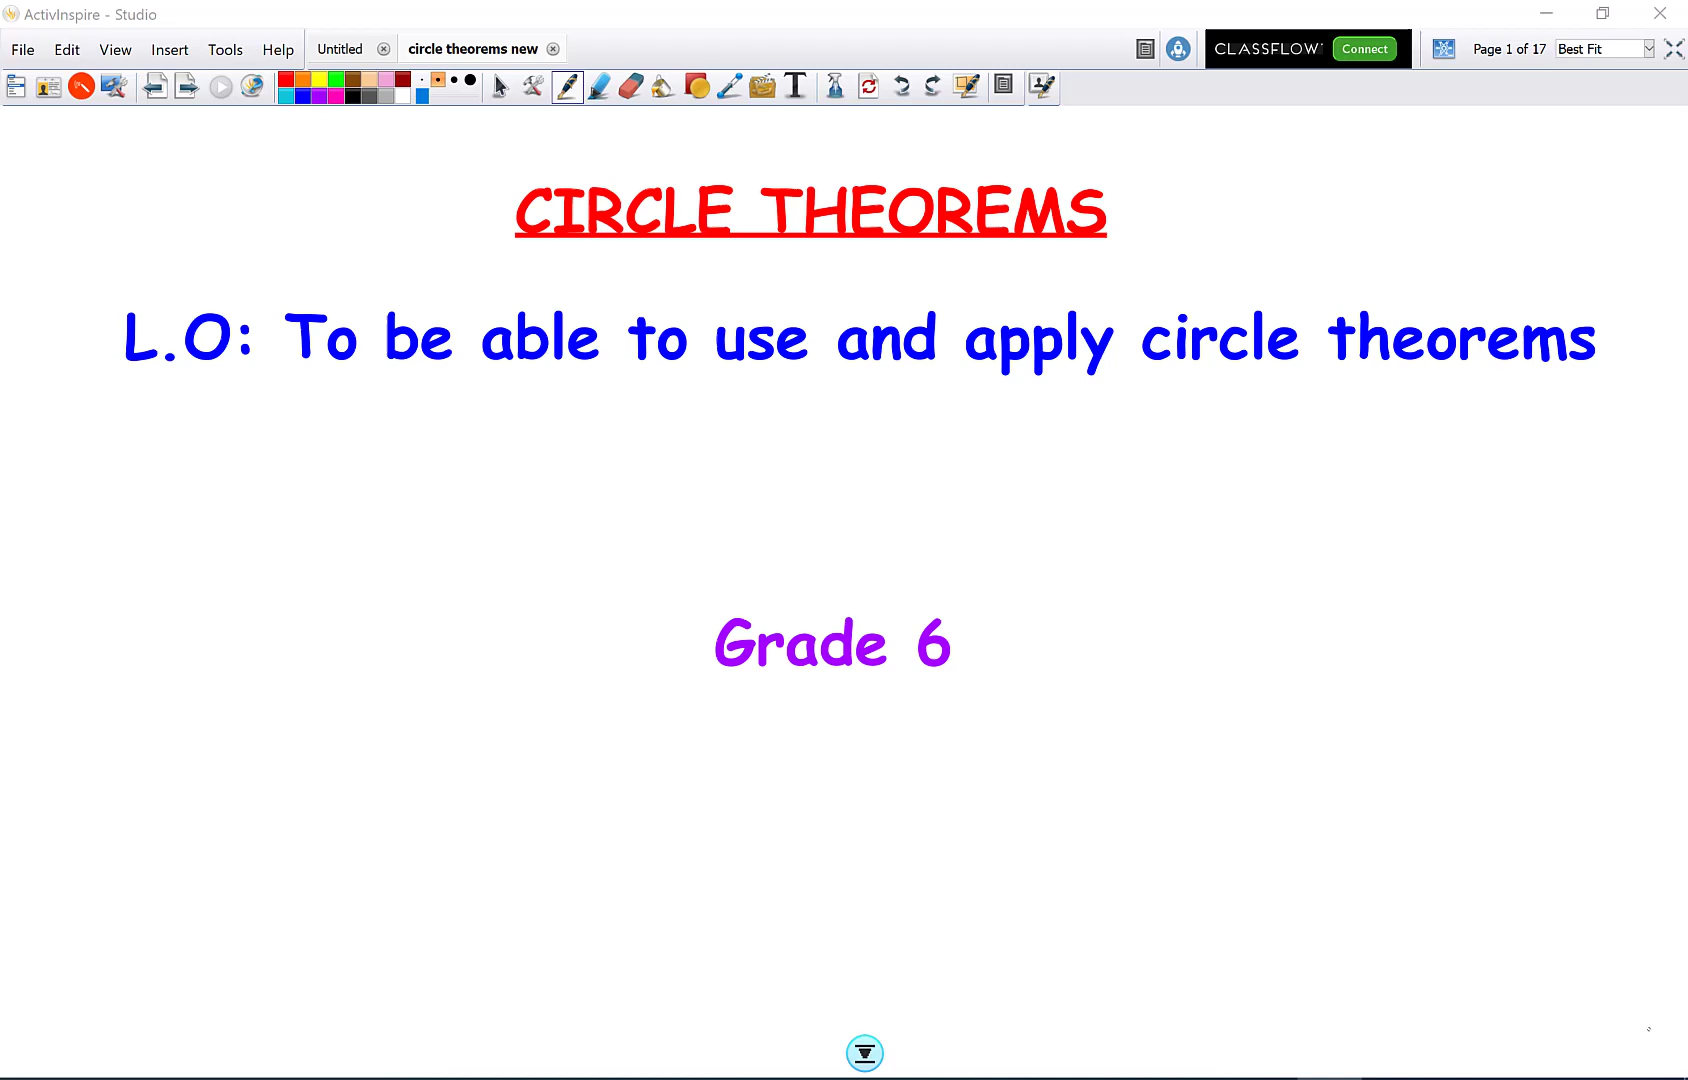 ActivInspire - Studio
File Edit View Insert Tools Help Untitled circle theorems new CLASSFLOW Connect Page 1 of 17 Best Fit
T
CIRCLE THEOREMS
L.O: To be able to use and apply circle theorems
Grade 6